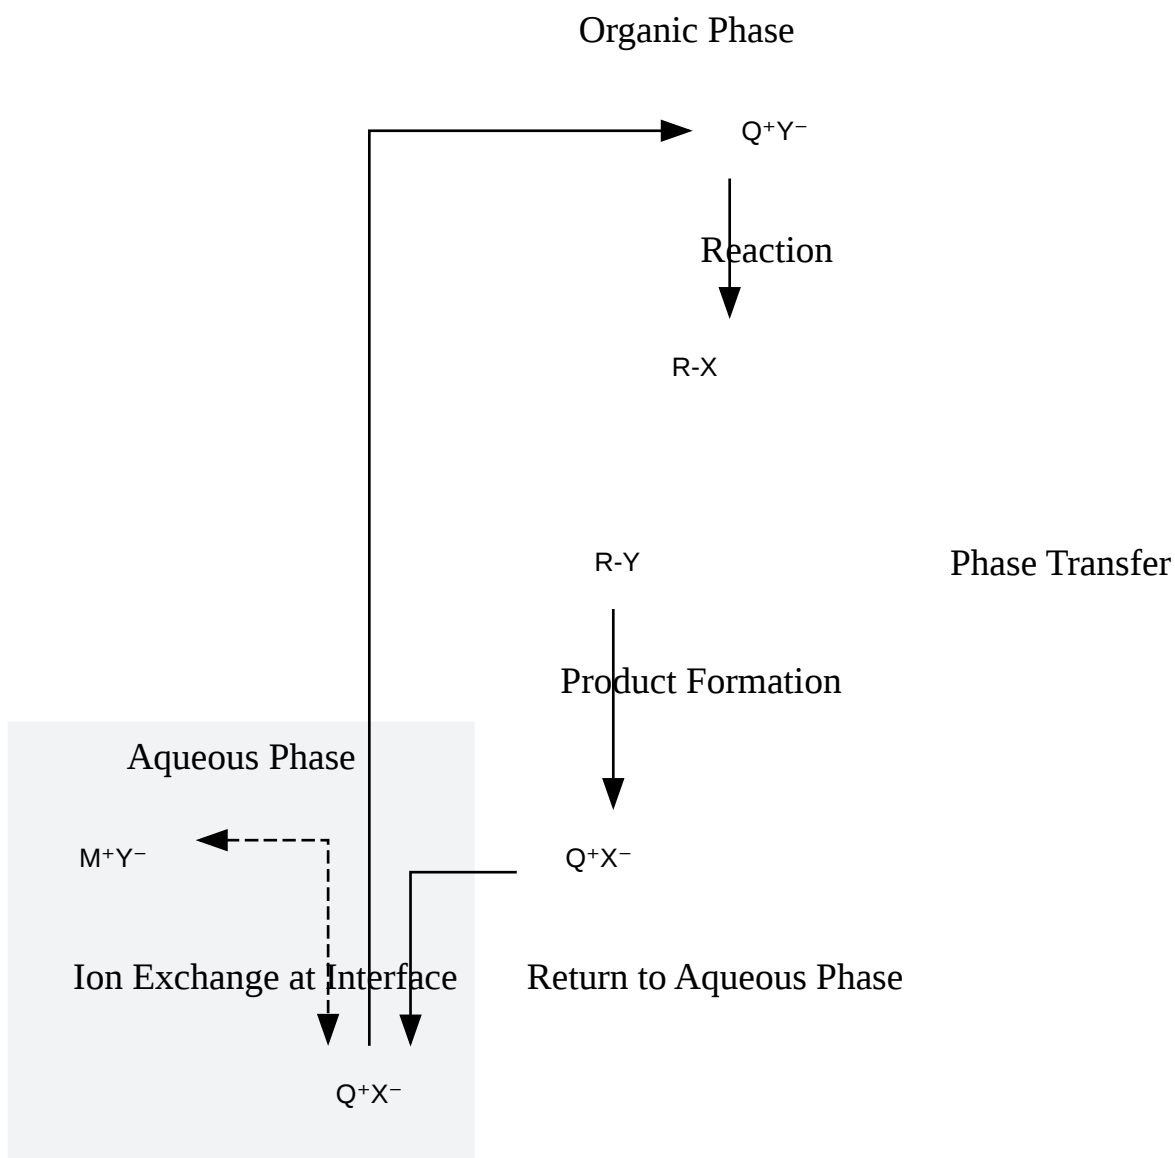 Organic Phase
Q⁺Y⁻
Reaction
R-X
R-Y
Phase Transfer
Product Formation
Aqueous Phase
M⁺Y⁻
Q⁺X⁻
Ion Exchange at Interface
Return to Aqueous Phase
Q⁺X⁻